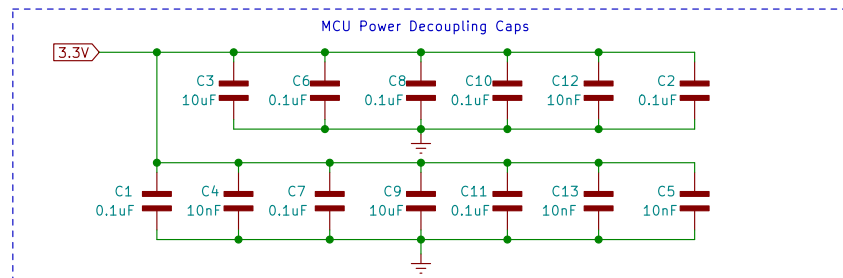 MCU Power Decoupling Caps
3.3V
C3 C6 C8 C10 C12 C2
10uF 0.1uF 0.1uF 0.1uF 10nF 0.1uF
C1 C4 C7 C9 C11 C13 C5
0.1uF 10nF 0.1uF 10uF 0.1uF 10nF 10nF